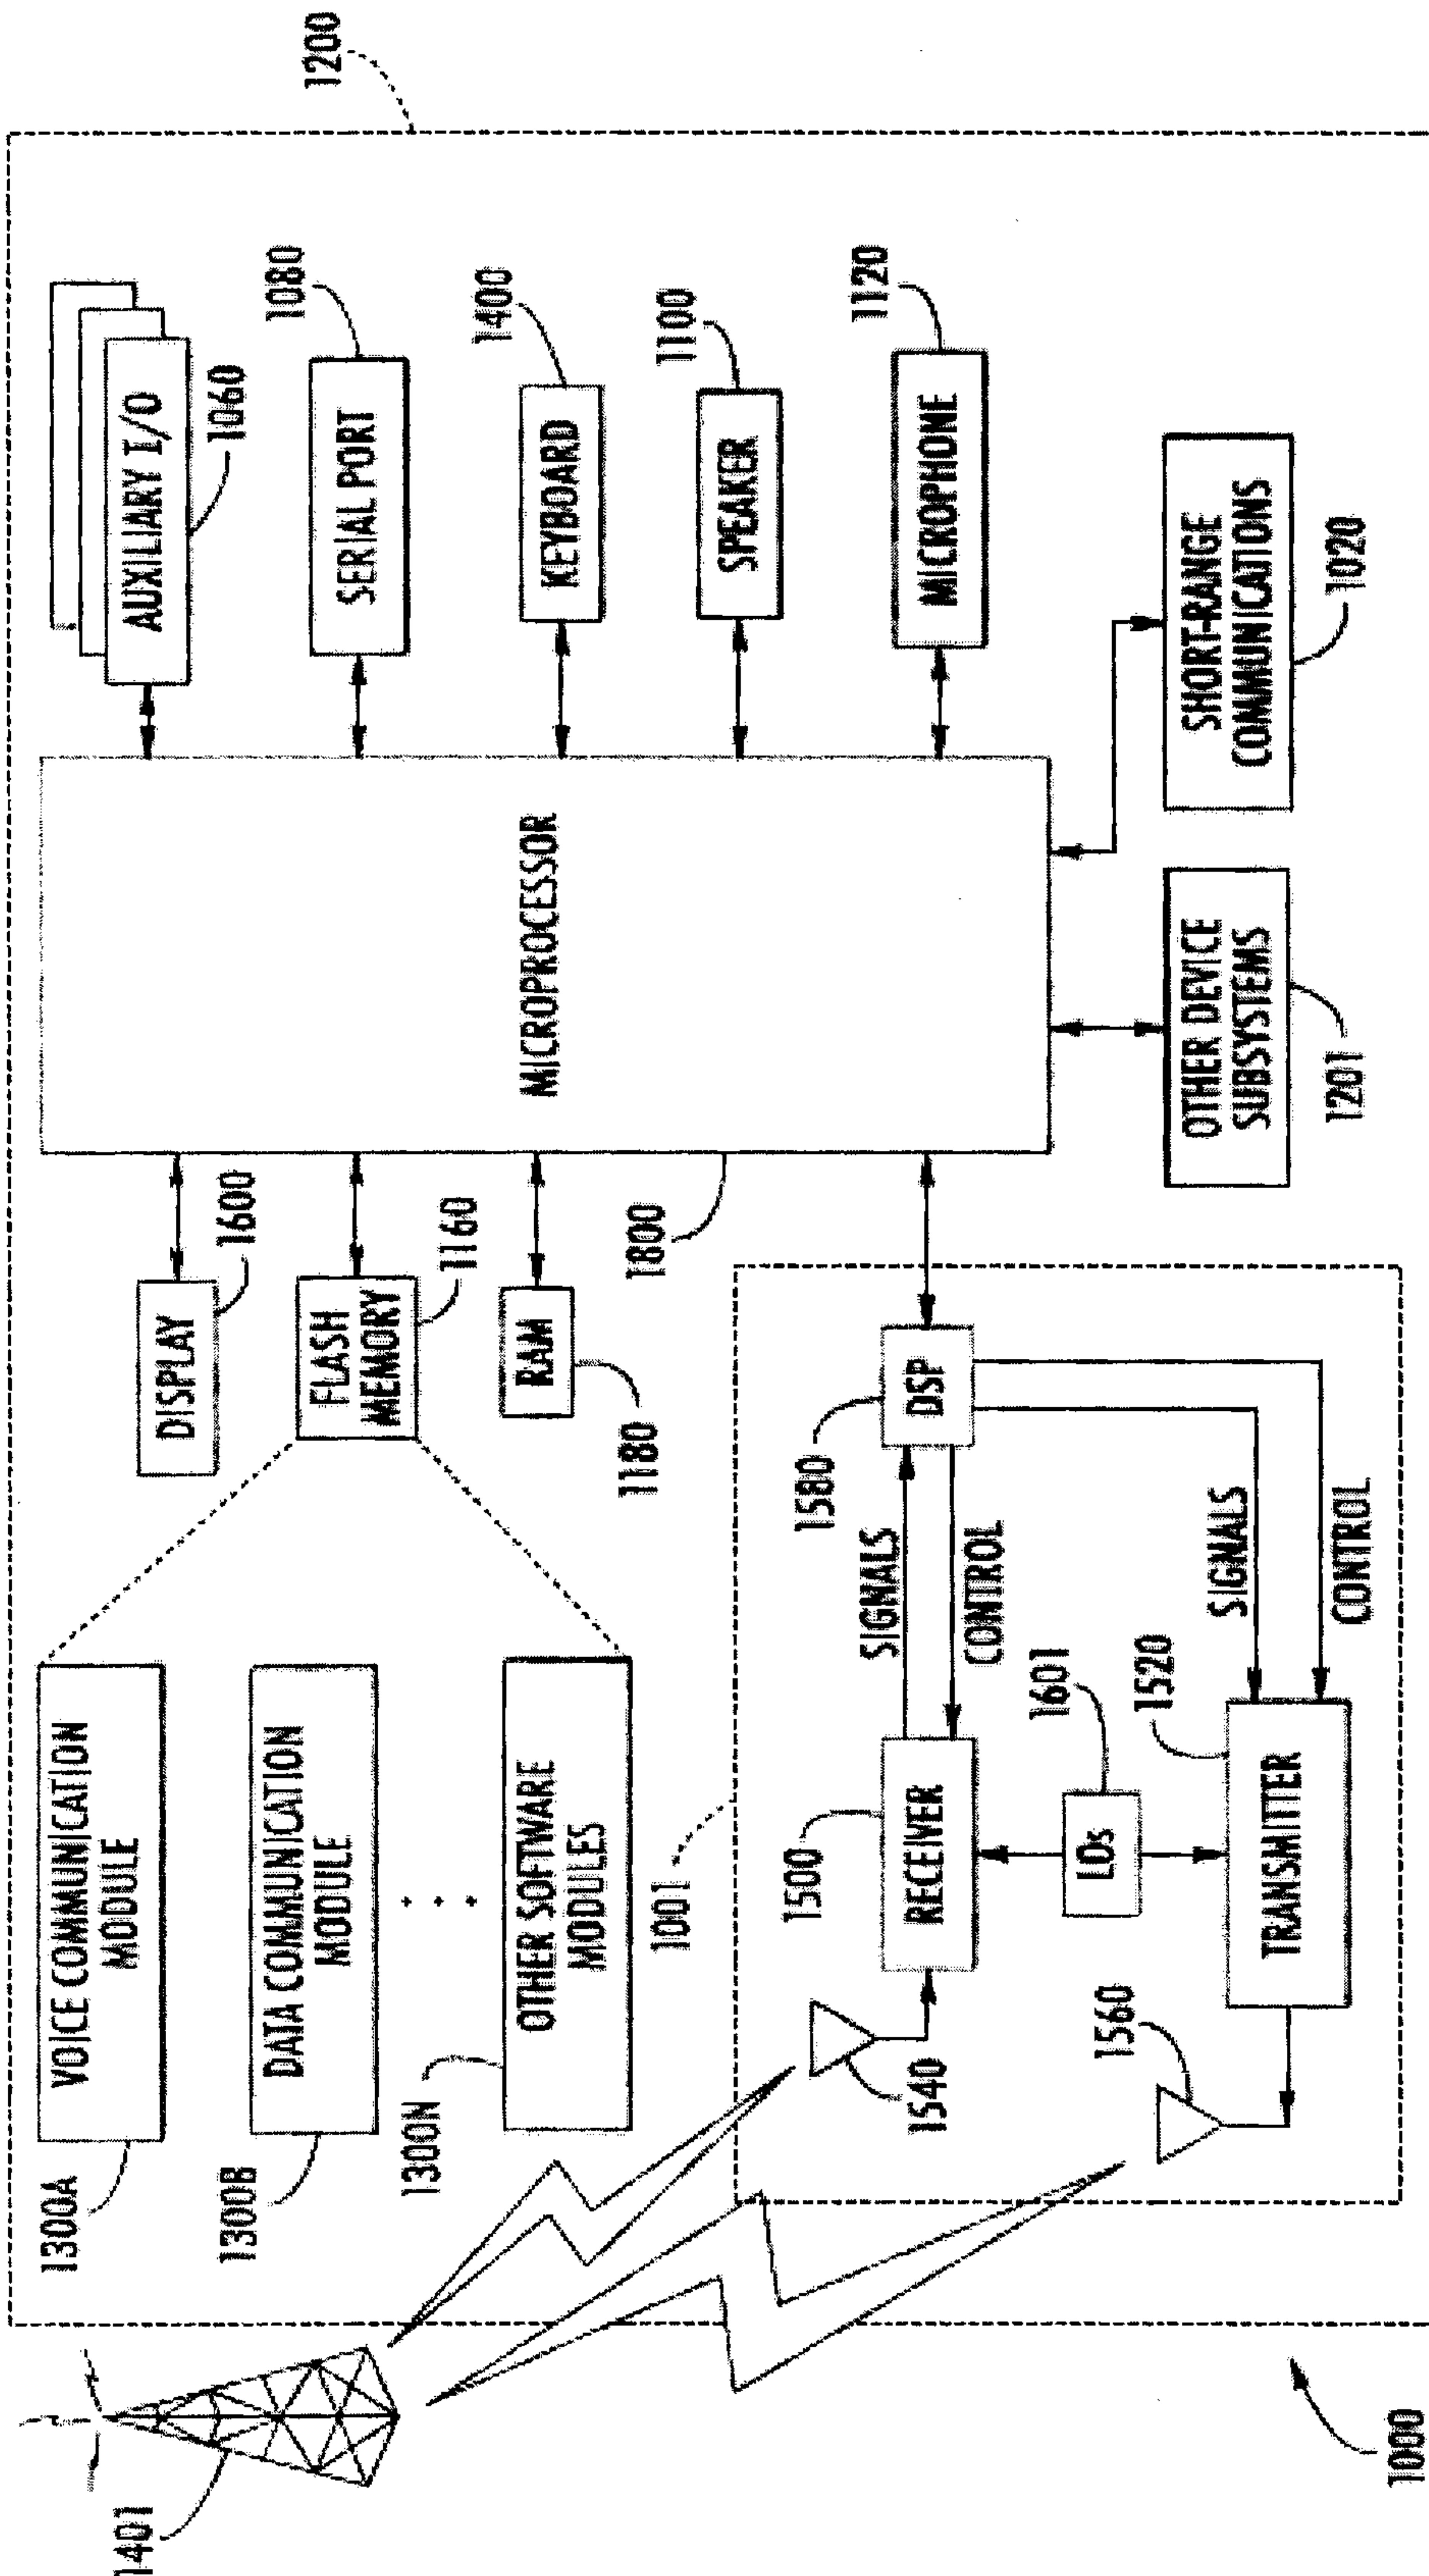 1401
1300A
VOICE COMMUNICATION
MODULE
1300B
DATA COMMUNICATION
MODULE
1300N
OTHER SOFTWARE
MODULES
DISPLAY
1600
FLASH
MEMORY
1160
RAM
1180
1800
MICROPROCESSOR
AUXILIARY I/O
1060
SERIAL PORT
1080
KEYBOARD
1400
SPEAKER
1100
MICROPHONE
1120
1200
1001
1500
RECEIVER
1540
SIGNALS
CONTROL
1580
DSP
LOs
1601
1560
TRANSMITTER
1520
SIGNALS
CONTROL
OTHER DEVICE
SUBSYSTEMS
1201
SHORT-RANGE
COMMUNICATIONS
1020
1000